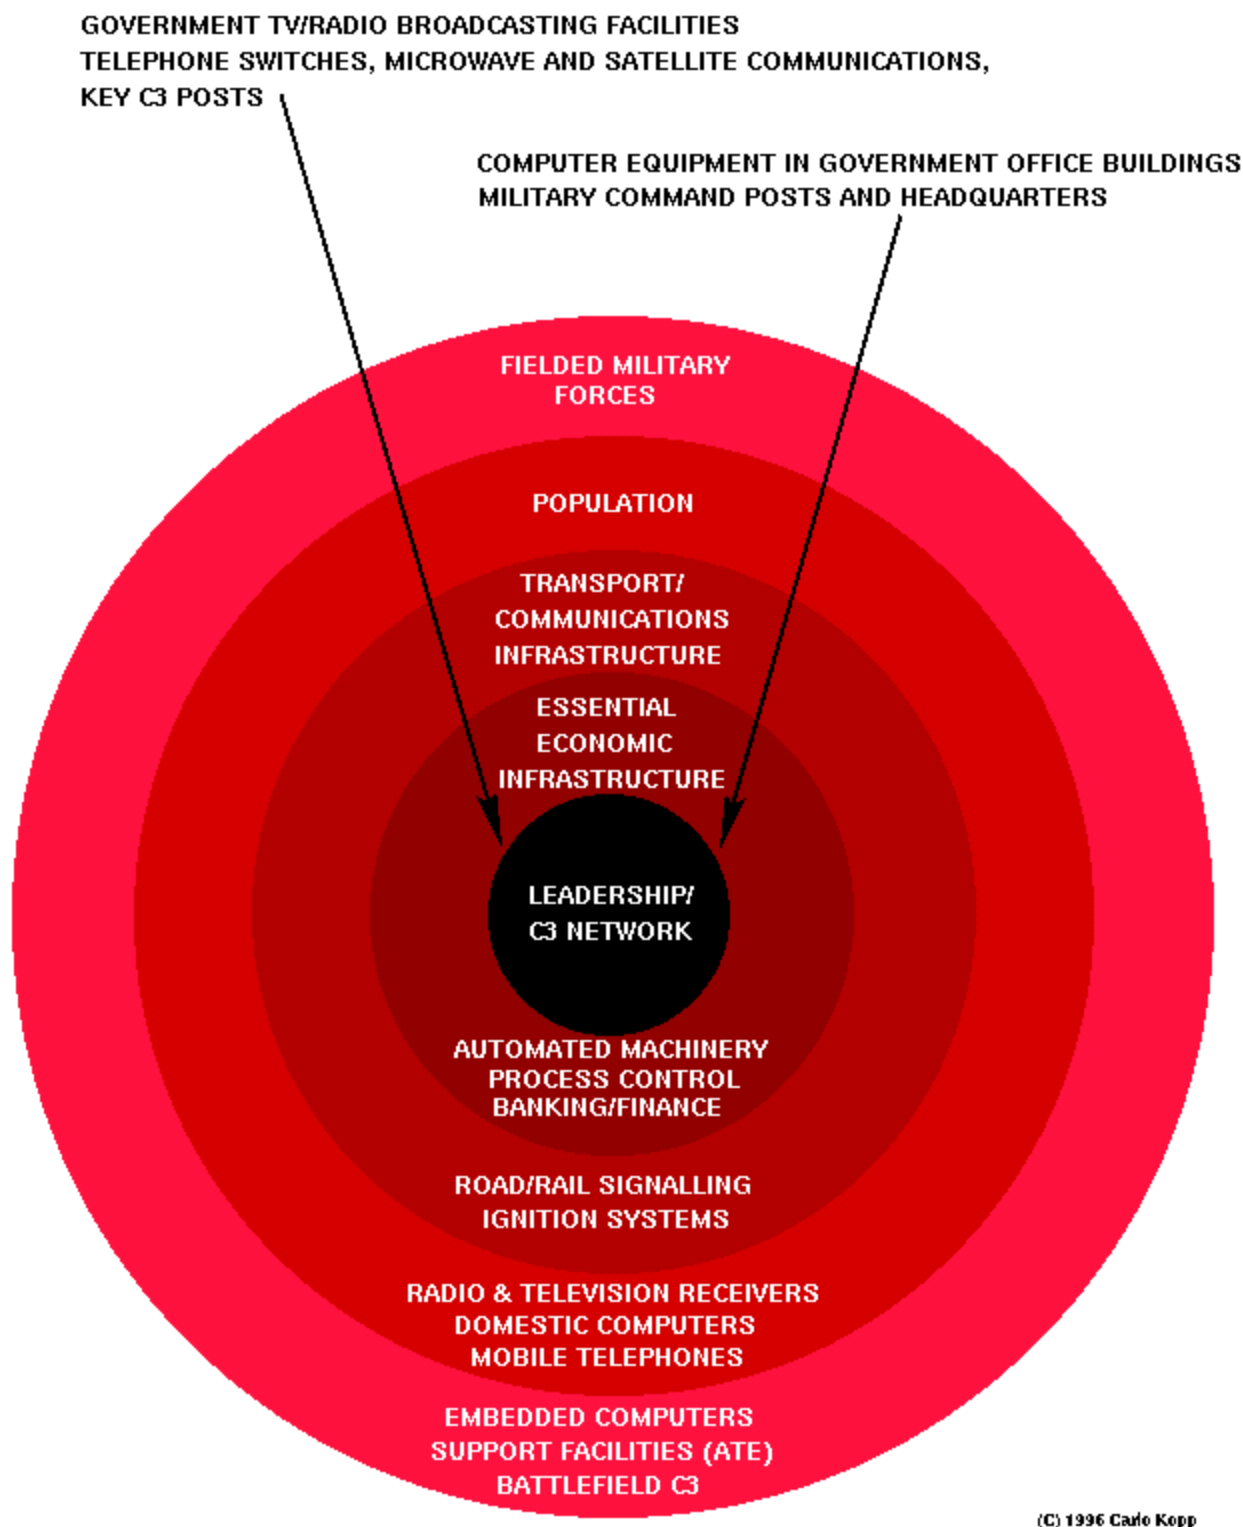 GOVERNMENT TV/RADIO BROADCASTING FACILITIES
TELEPHONE SWITCHES, MICROWAVE AND SATELLITE COMMUNICATIONS,
KEY C3 POSTS
COMPUTER EQUIPMENT IN GOVERNMENT OFFICE BUILDINGS
MILITARY COMMAND POSTS AND HEADQUARTERS
FIELDED MILITARY
FORCES
POPULATION
TRANSPORT/
COMMUNICATIONS
INFRASTRUCTURE
ESSENTIAL
ECONOMIC
INFRASTRUCTURE
LEADERSHIP/
C3 NETWORK
AUTOMATED MACHINERY
PROCESS CONTROL
BANKING/FINANCE
ROAD/RAIL SIGNALLING
IGNITION SYSTEMS
RADIO & TELEVISION RECEIVERS
DOMESTIC COMPUTERS
MOBILE TELEPHONES
EMBEDDED COMPUTERS
SUPPORT FACILITIES (ATE)
BATTLEFIELD C3
(C) 1996 Carlo Kopp